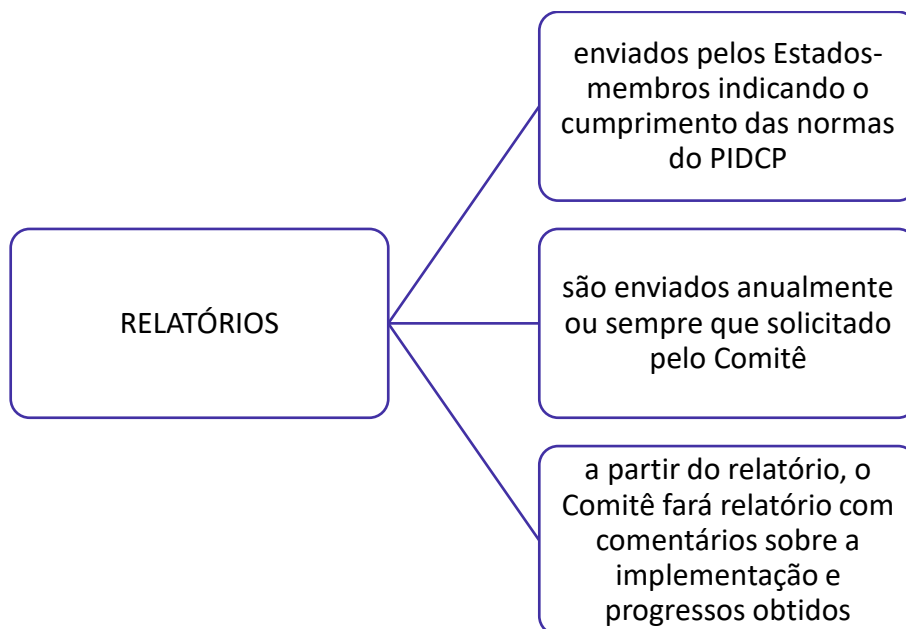 enviados pelos Estados-
membros indicando o
cumprimento das normas
do PIDCP
RELATÓRIOS
são enviados anualmente
ou sempre que solicitado
pelo Comitê
a partir do relatório, o
Comitê fará relatório com
comentários sobre a
implementação e
progressos obtidos